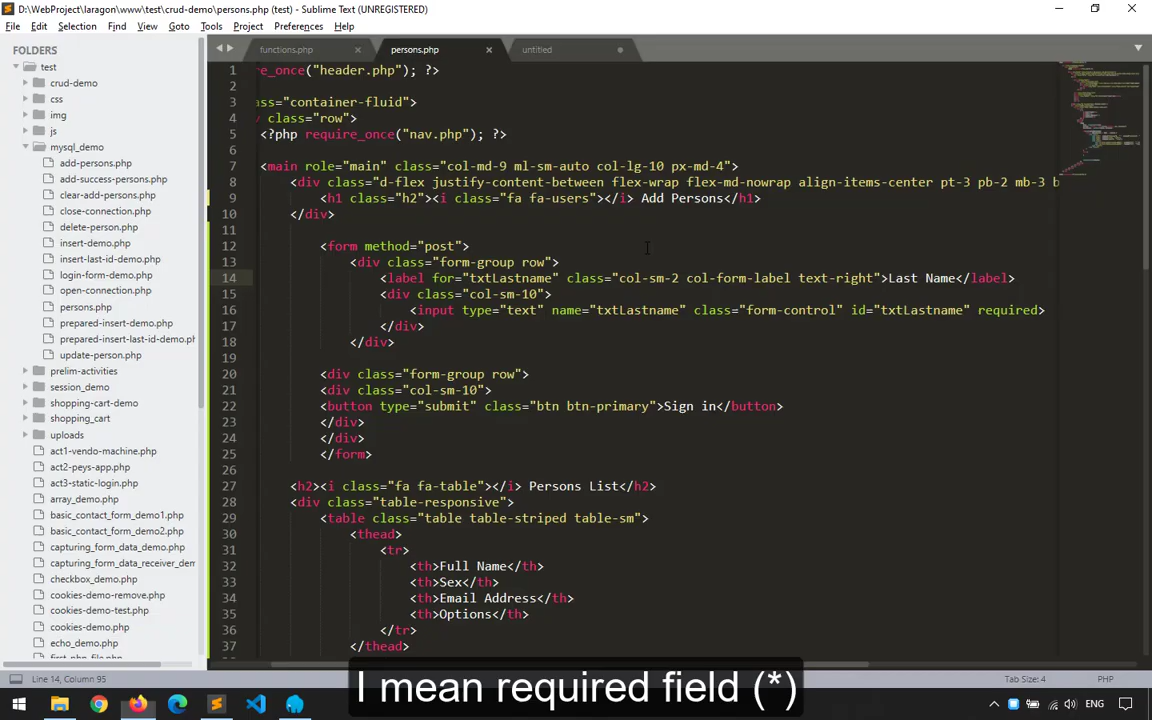 D:\WebProject\laragon\www\test\crud-demo\persons.php (test) - Sublime Text (UNREGISTERED)
File Edit Selection Find View Goto Tools Project Preferences Help
FOLDERS
test
crud-demo
css
img
js
mysql_demo
add-persons.php
add-success-persons.php
clear-add-persons.php
close-connection.php
delete-person.php
insert-demo.php
insert-last-id-demo.php
login-form-demo.php
open-connection.php
persons.php
prepared-insert-demo.php
prepared-insert-last-id-demo.ph
update-person.php
prelim-activities
session_demo
shopping-cart-demo
shopping_cart
uploads
act1-vendo-machine.php
act2-peys-app.php
act3-static-login.php
array_demo.php
basic_contact_form_demo1.php
basic_contact_form_demo2.php
capturing_form_data_demo.php
capturing_form_data_receiver_dem
checkbox_demo.php
cookies-demo-remove.php
cookies-demo-test.php
cookies-demo.php
echo_demo.php
first_php_file.php
functions.php persons.php untitled
1 re_once("header.php"); ?>
2
3 ass="container-fluid">
4 class="row">
5 <?php require_once("nav.php"); ?>
6
7 <main role="main" class="col-md-9 ml-sm-auto col-lg-10 px-md-4">
8 <div class="d-flex justify-content-between flex-wrap flex-md-nowrap align-items-center pt-3 pb-2 mb-3 b
9 <h1 class="h2"><i class="fa fa-users"></i> Add Persons</h1>
10 </div>
11
12 <form method="post">
13 <div class="form-group row">
14 <label for="txtLastname" class="col-sm-2 col-form-label text-right">Last Name</label>
15 <div class="col-sm-10">
16 <input type="text" name="txtLastname" class="form-control" id="txtLastname" required>
17 </div>
18 </div>
19
20 <div class="form-group row">
21 <div class="col-sm-10">
22 <button type="submit" class="btn btn-primary">Sign in</button>
23 </div>
24 </div>
25 </form>
26
27 <h2><i class="fa fa-table"></i> Persons List</h2>
28 <div class="table-responsive">
29 <table class="table table-striped table-sm">
30 <thead>
31 <tr>
32 <th>Full Name</th>
33 <th>Sex</th>
34 <th>Email Address</th>
35 <th>Options</th>
36 </tr>
37 </thead>
Line 14, Column 95 Tab Size: 4 PHP
I mean required field (*)
ENG